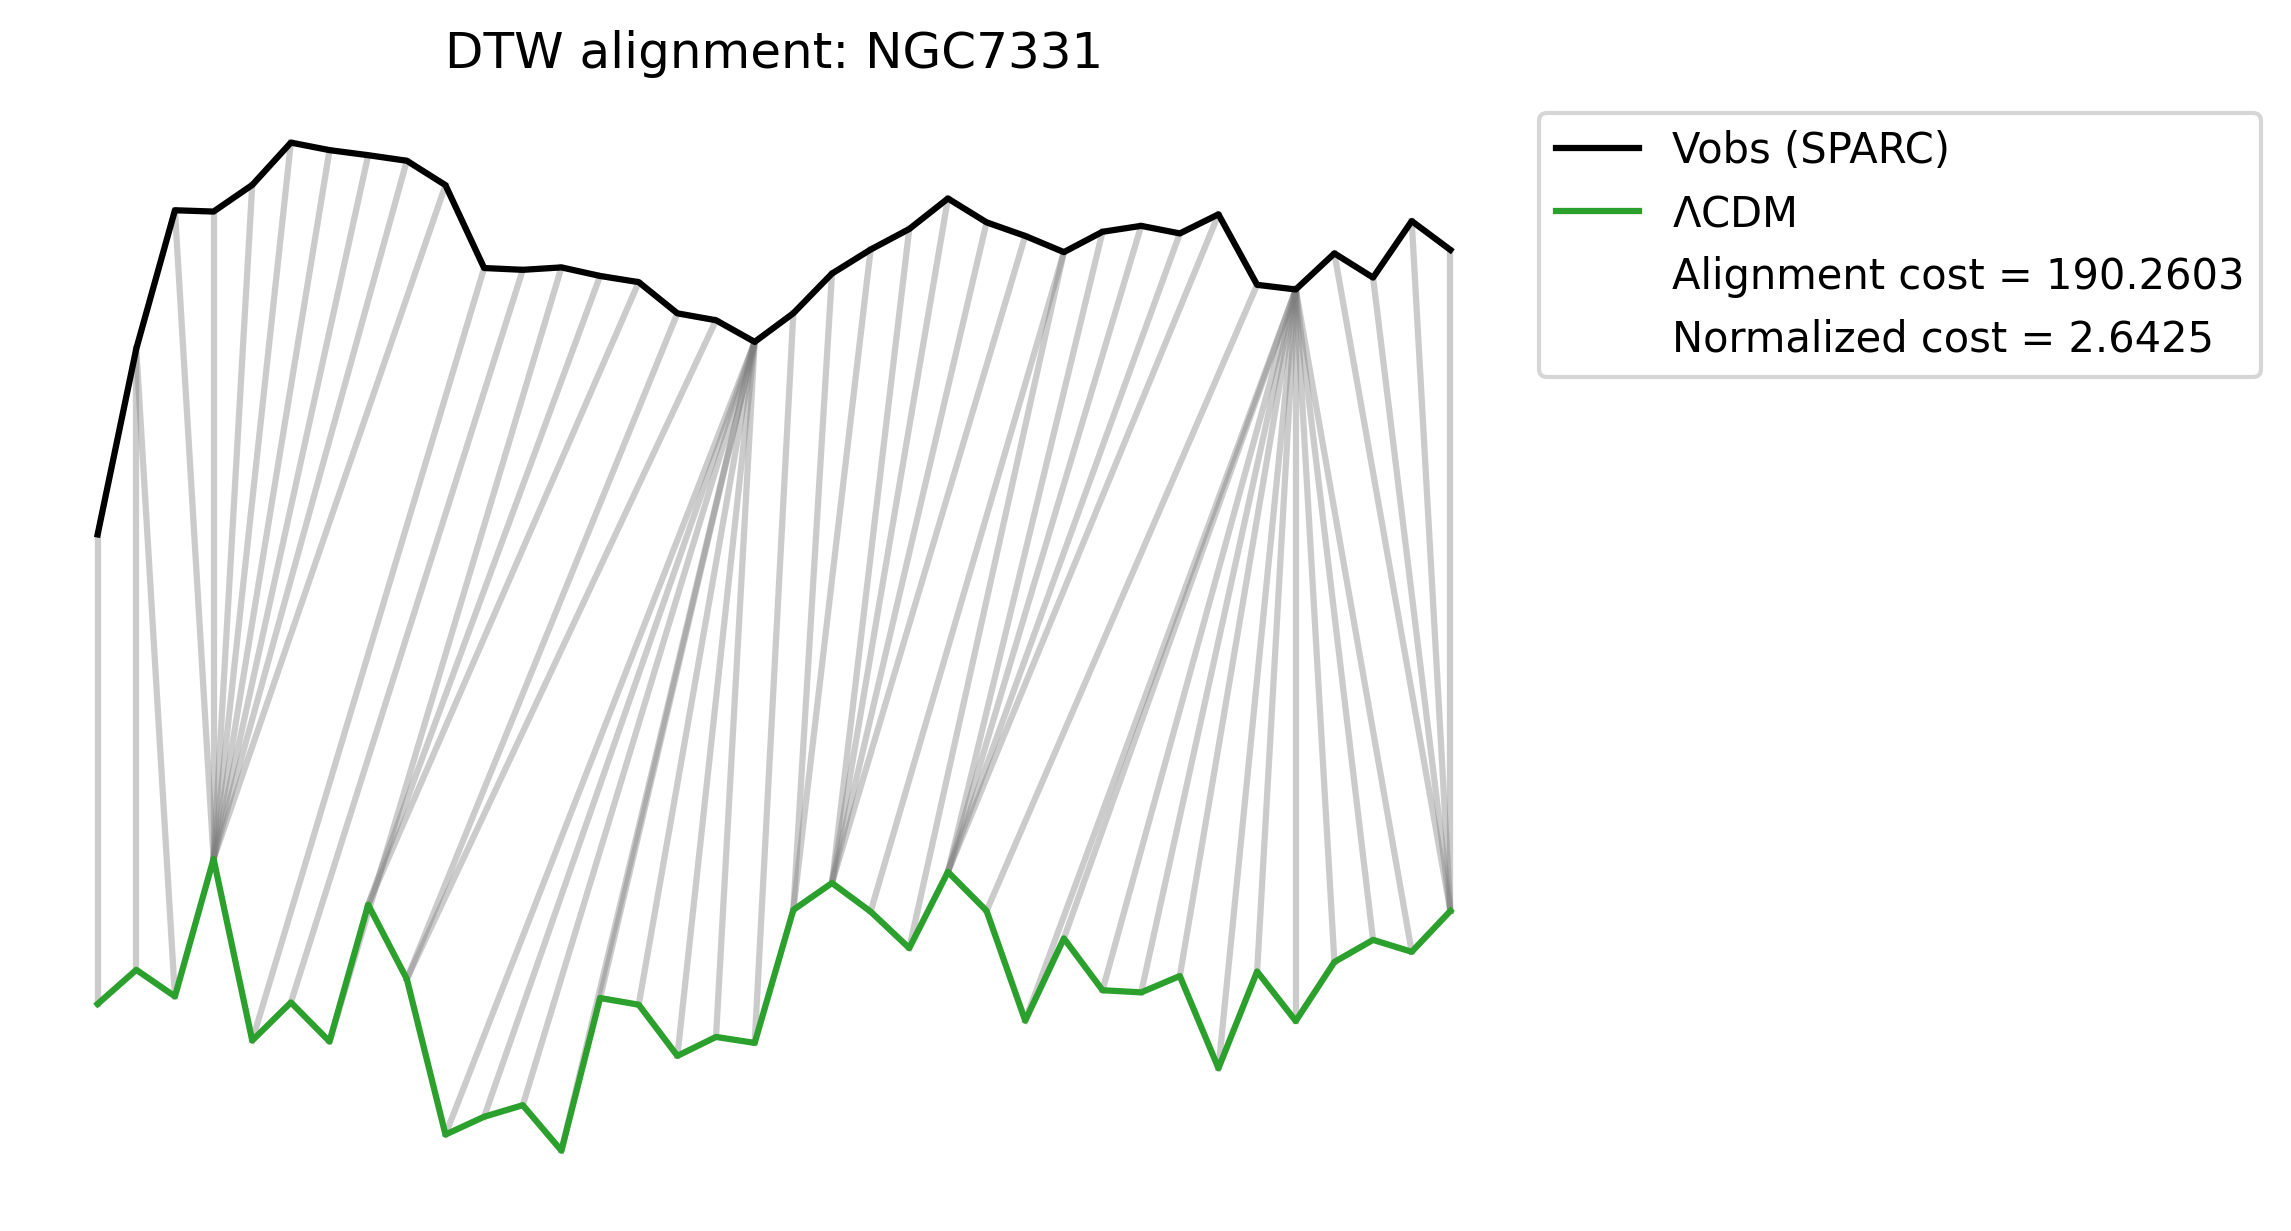 DTW alignment: NGC7331
Vobs (SPARC)
ΛCDM
Alignment cost = 190.2603
Normalized cost = 2.6425